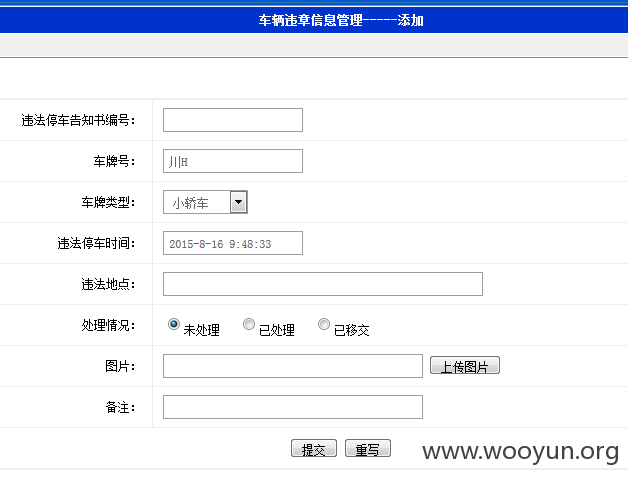 车辆违章信息管理-----添加
违法停车告知书编号：
车牌号： 川H
车牌类型： 小轿车
违法停车时间： 2015-8-16 9:48:33
违法地点：
处理情况： 未处理 已处理 已移交
图片： 上传图片
备注：
提交 重写
www.wooyun.org